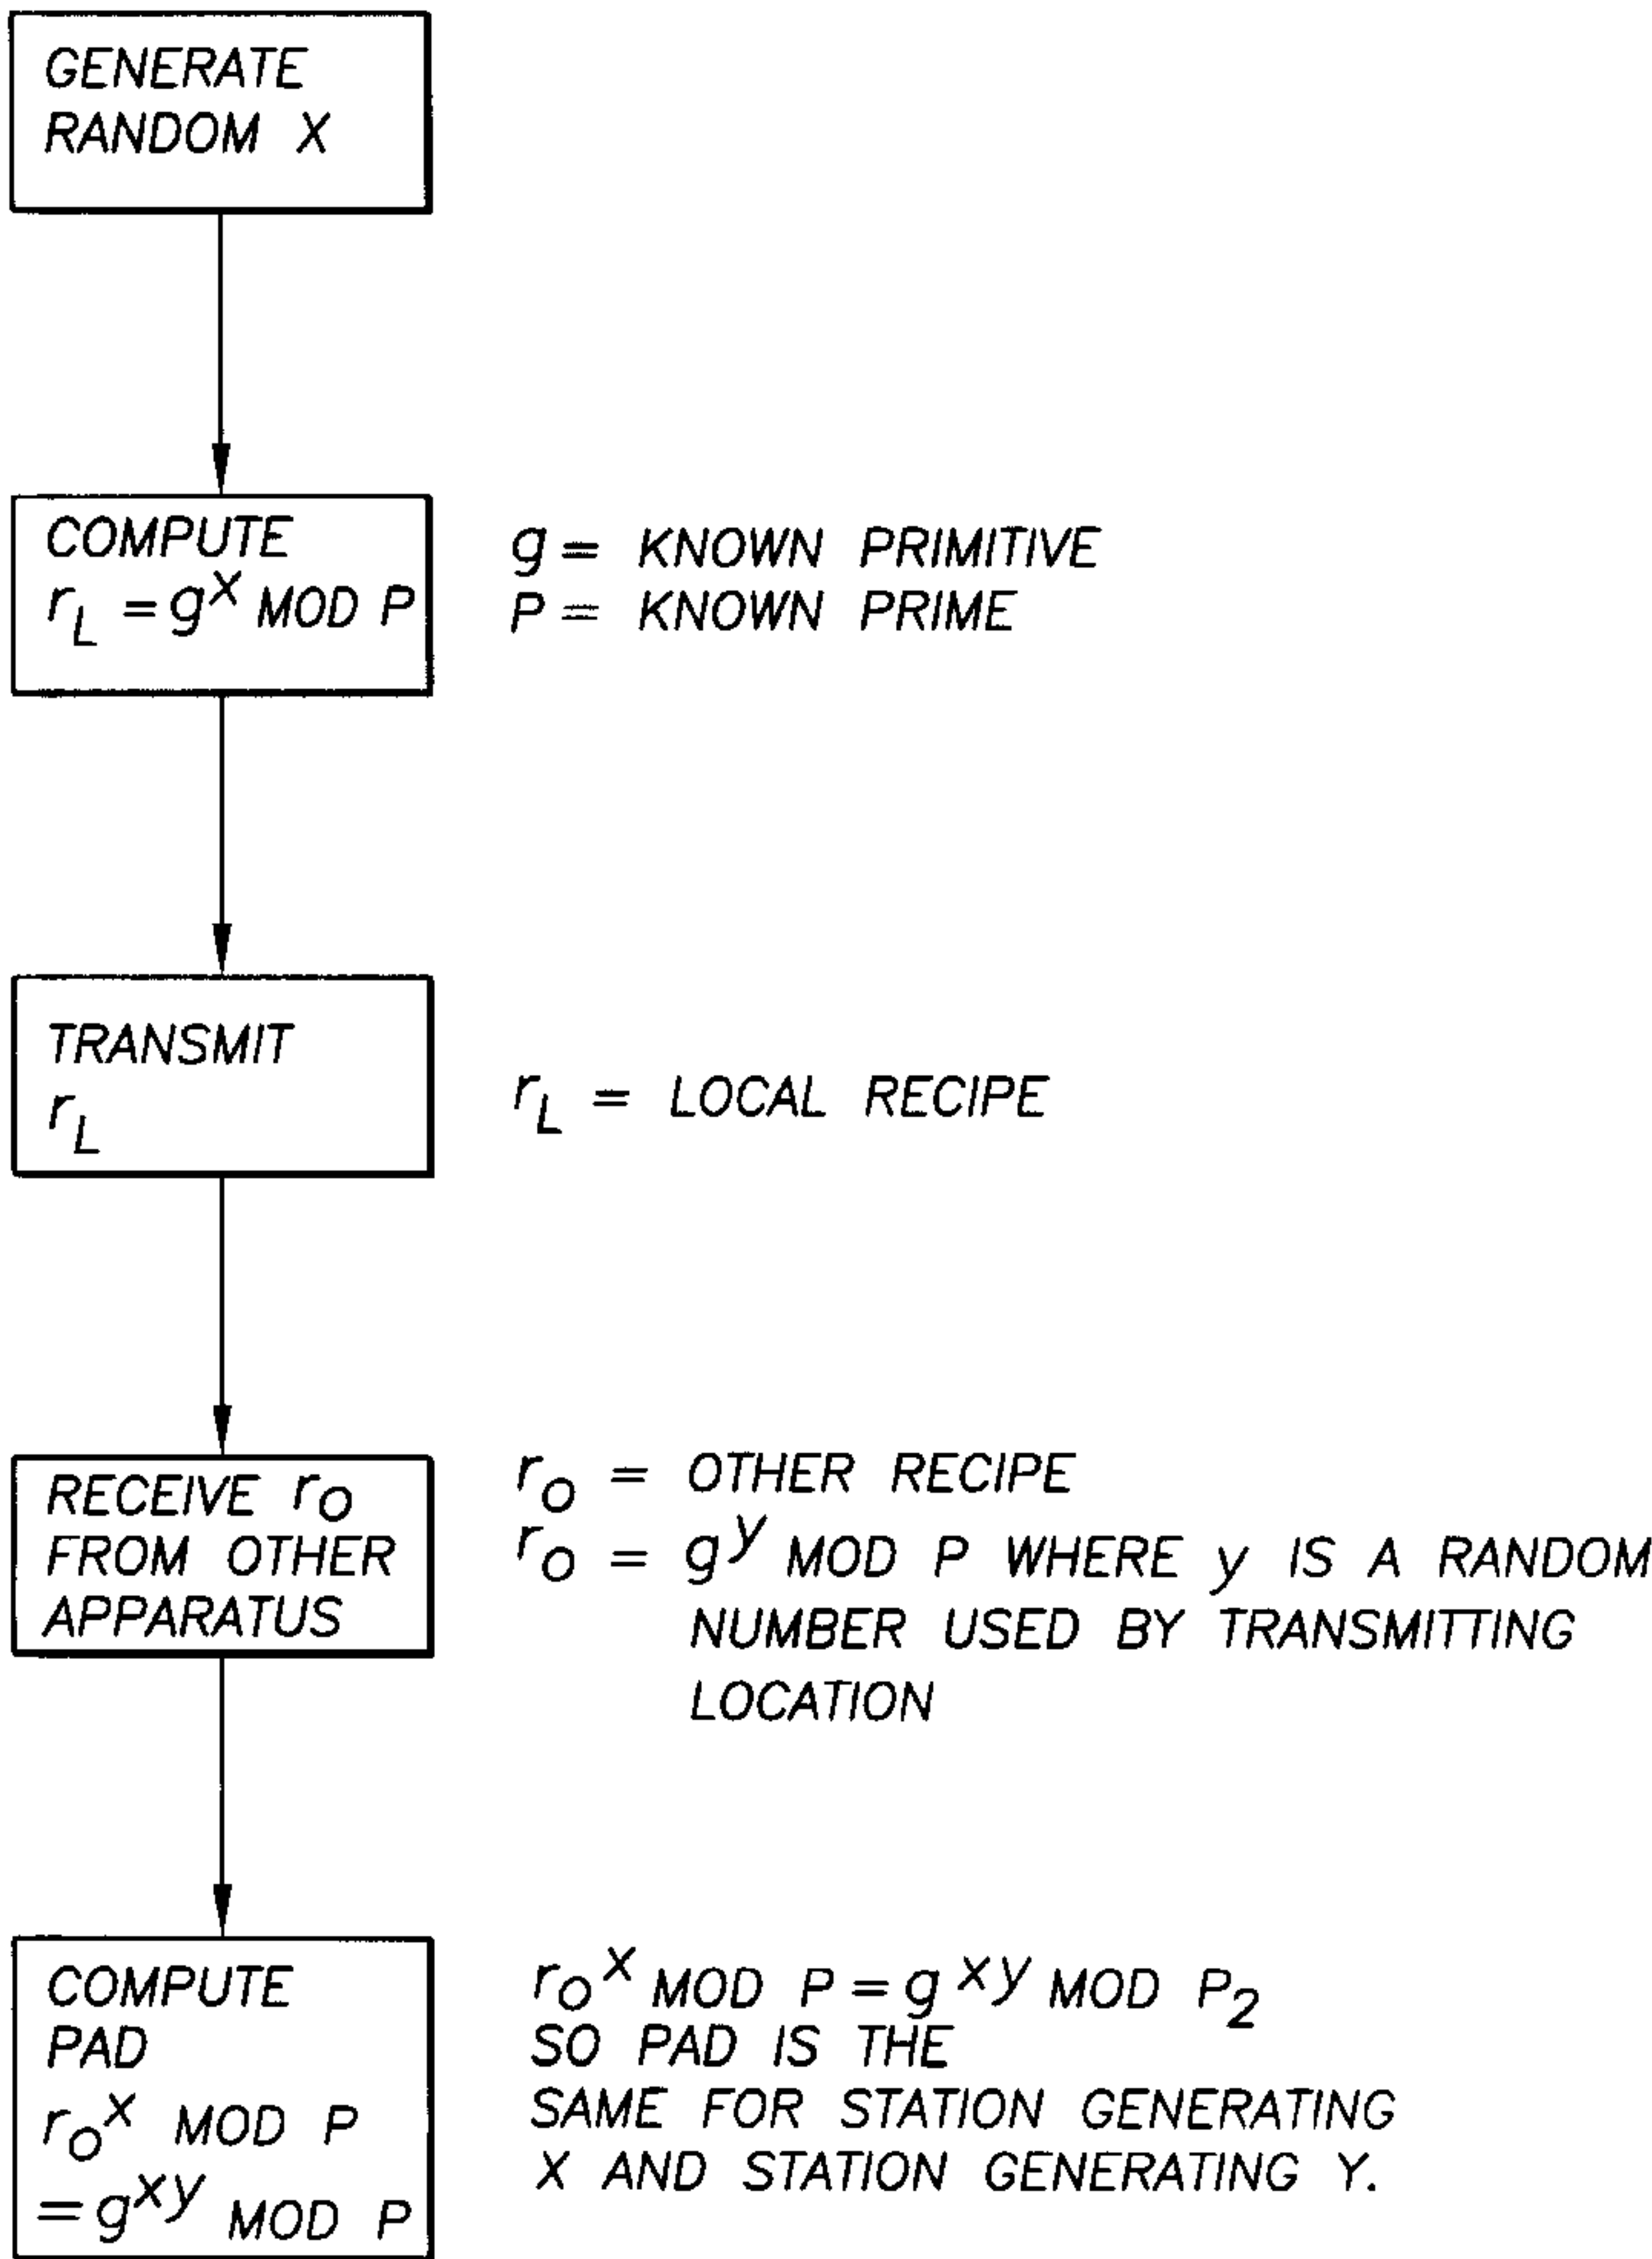 GENERATE
RANDOM X
COMPUTE
r_L = g^x MOD P
g = KNOWN PRIMITIVE
P = KNOWN PRIME
TRANSMIT
r_L
r_L = LOCAL RECIPE
RECEIVE r_O
FROM OTHER
APPARATUS
r_O = OTHER RECIPE
r_O = g^y MOD P WHERE y IS A RANDOM
NUMBER USED BY TRANSMITTING
LOCATION
COMPUTE
PAD
r_O^x MOD P
= g^xy MOD P
r_O^x MOD P = g^xy MOD P_2
SO PAD IS THE
SAME FOR STATION GENERATING
X AND STATION GENERATING Y.